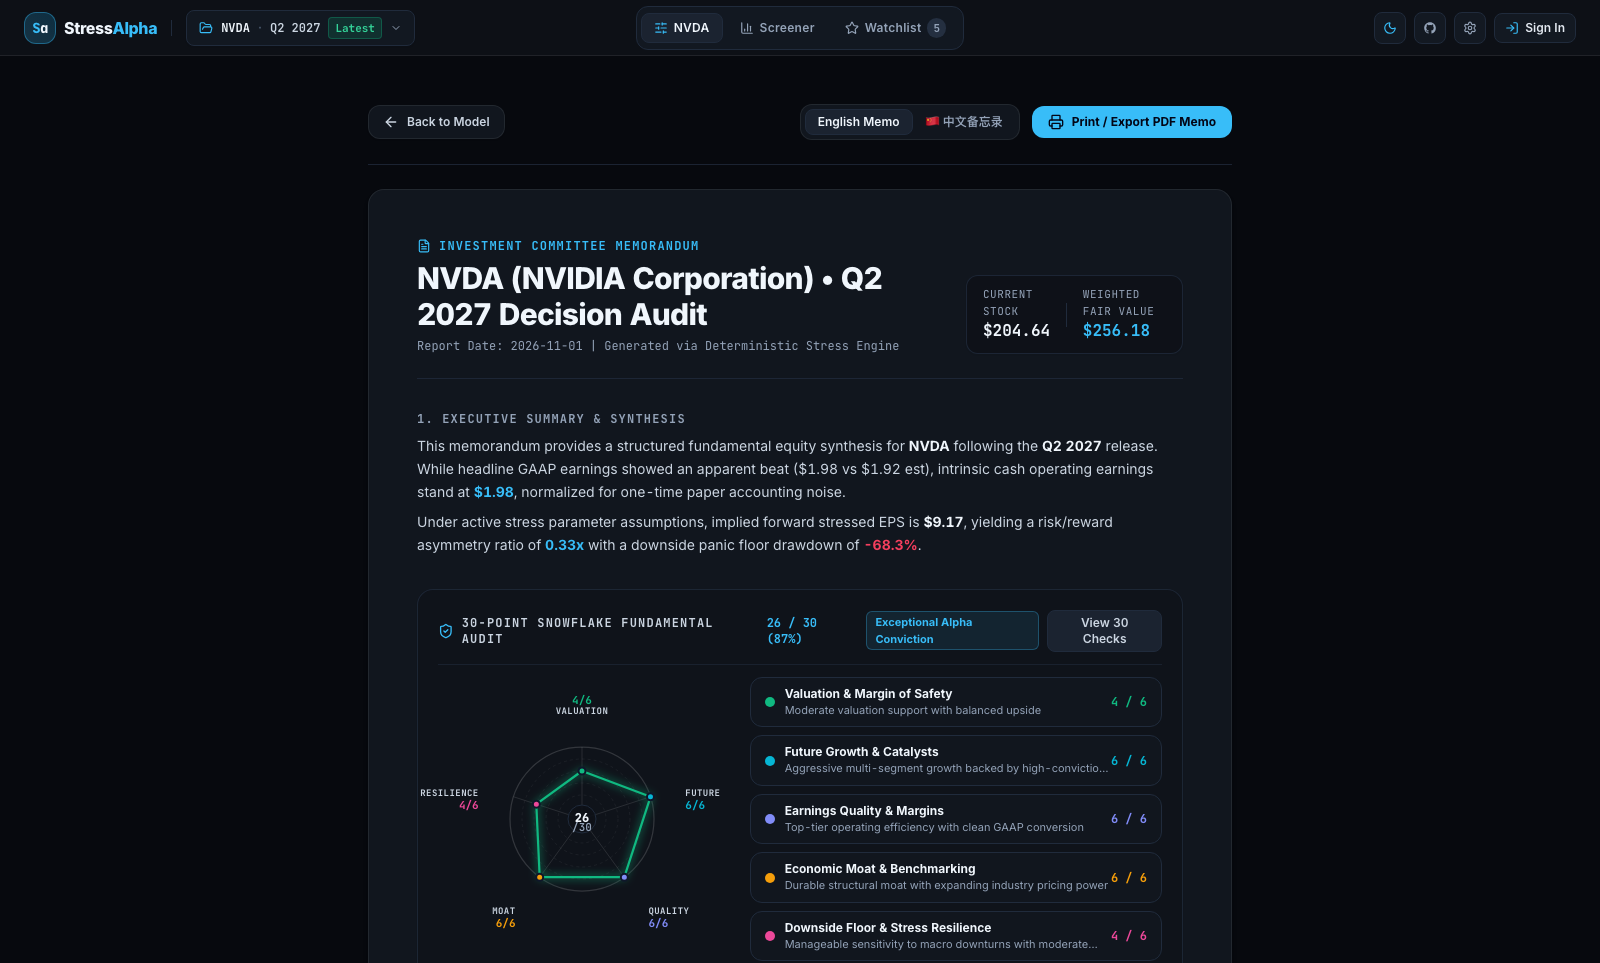 Sα StressAlpha
NVDA · Q2 2027 Latest
NVDA
Screener
Watchlist 5
Sign In
Back to Model
English Memo
🇨🇳 中文备忘录
Print / Export PDF Memo
INVESTMENT COMMITTEE MEMORANDUM
NVDA (NVIDIA Corporation) • Q2
2027 Decision Audit
Report Date: 2026-11-01 | Generated via Deterministic Stress Engine
CURRENT
STOCK
$204.64
WEIGHTED
FAIR VALUE
$256.18
1. EXECUTIVE SUMMARY & SYNTHESIS
This memorandum provides a structured fundamental equity synthesis for NVDA following the Q2 2027 release.
While headline GAAP earnings showed an apparent beat ($1.98 vs $1.92 est), intrinsic cash operating earnings
stand at $1.98, normalized for one-time paper accounting noise.
Under active stress parameter assumptions, implied forward stressed EPS is $9.17, yielding a risk/reward
asymmetry ratio of 0.33x with a downside panic floor drawdown of -68.3%.
30-POINT SNOWFLAKE FUNDAMENTAL
AUDIT
26 / 30
(87%)
Exceptional Alpha
Conviction
View 30
Checks
4/6
VALUATION
FUTURE
6/6
QUALITY
6/6
MOAT
6/6
RESILIENCE
4/6
26
/30
Valuation & Margin of Safety
Moderate valuation support with balanced upside
4 / 6
Future Growth & Catalysts
Aggressive multi-segment growth backed by high-convictio...
6 / 6
Earnings Quality & Margins
Top-tier operating efficiency with clean GAAP conversion
6 / 6
Economic Moat & Benchmarking
Durable structural moat with expanding industry pricing power
6 / 6
Downside Floor & Stress Resilience
Manageable sensitivity to macro downturns with moderate...
4 / 6